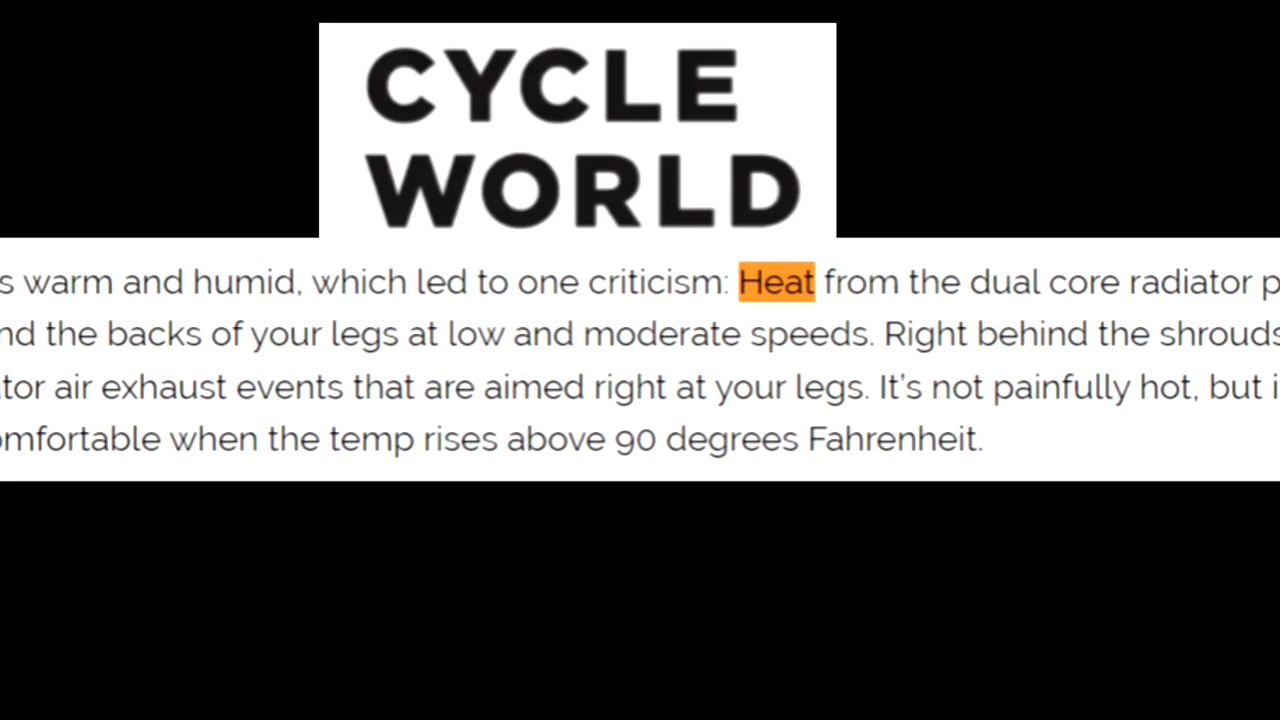 CYCLE
WORLD
s warm and humid, which led to one criticism: Heat from the dual core radiator p
nd the backs of your legs at low and moderate speeds. Right behind the shrouds
tor air exhaust events that are aimed right at your legs. It’s not painfully hot, but i
omfortable when the temp rises above 90 degrees Fahrenheit.